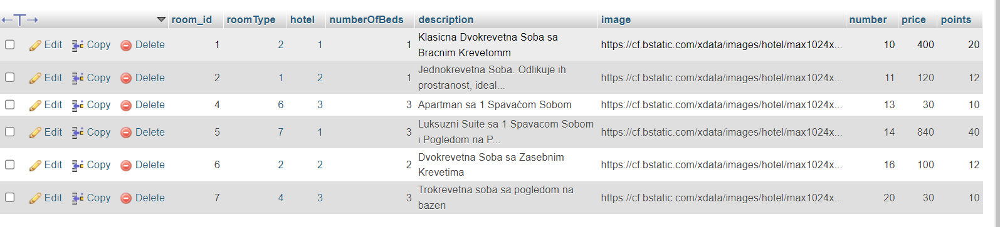 room_id roomType hotel numberOfBeds description image number price points
Edit Copy Delete 1 2 1 1 Klasicna Dvokrevetna Soba sa
Bracnim Krevetomm https://cf.bstatic.com/xdata/images/hotel/max1024x... 10 400 20
Edit Copy Delete 2 1 2 1 Jednokrevetna Soba. Odlikuje ih
prostranost, ideal... https://cf.bstatic.com/xdata/images/hotel/max1024x... 11 120 12
Edit Copy Delete 4 6 3 3 Apartman sa 1 Spavaćom Sobom https://cf.bstatic.com/xdata/images/hotel/max1024x... 13 30 10
Edit Copy Delete 5 7 1 3 Luksuzni Suite sa 1 Spavacom Sobom
i Pogledom na P... https://cf.bstatic.com/xdata/images/hotel/max1024x... 14 840 40
Edit Copy Delete 6 2 2 2 Dvokrevetna Soba sa Zasebnim
Krevetima https://cf.bstatic.com/xdata/images/hotel/max1024x... 16 100 12
Edit Copy Delete 7 4 3 3 Trokrevetna soba sa pogledom na
bazen https://cf.bstatic.com/xdata/images/hotel/max1024x... 20 30 10